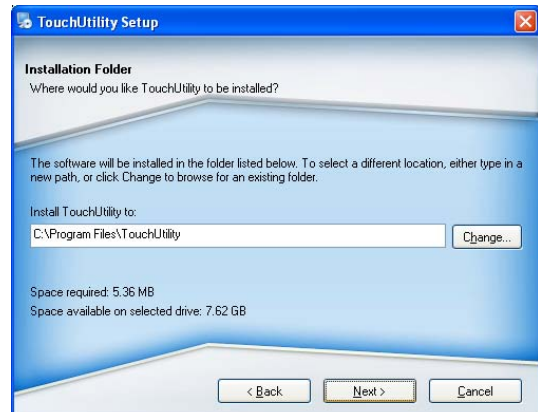 TouchUtility Setup
Installation Folder
Where would you like TouchUtility to be installed?
The software will be installed in the folder listed below. To select a different location, either type in a
new path, or click Change to browse for an existing folder.
Install TouchUtility to:
C:\Program Files\TouchUtility
Change...
Space required: 5.36 MB
Space available on selected drive: 7.62 GB
< Back
Next >
Cancel